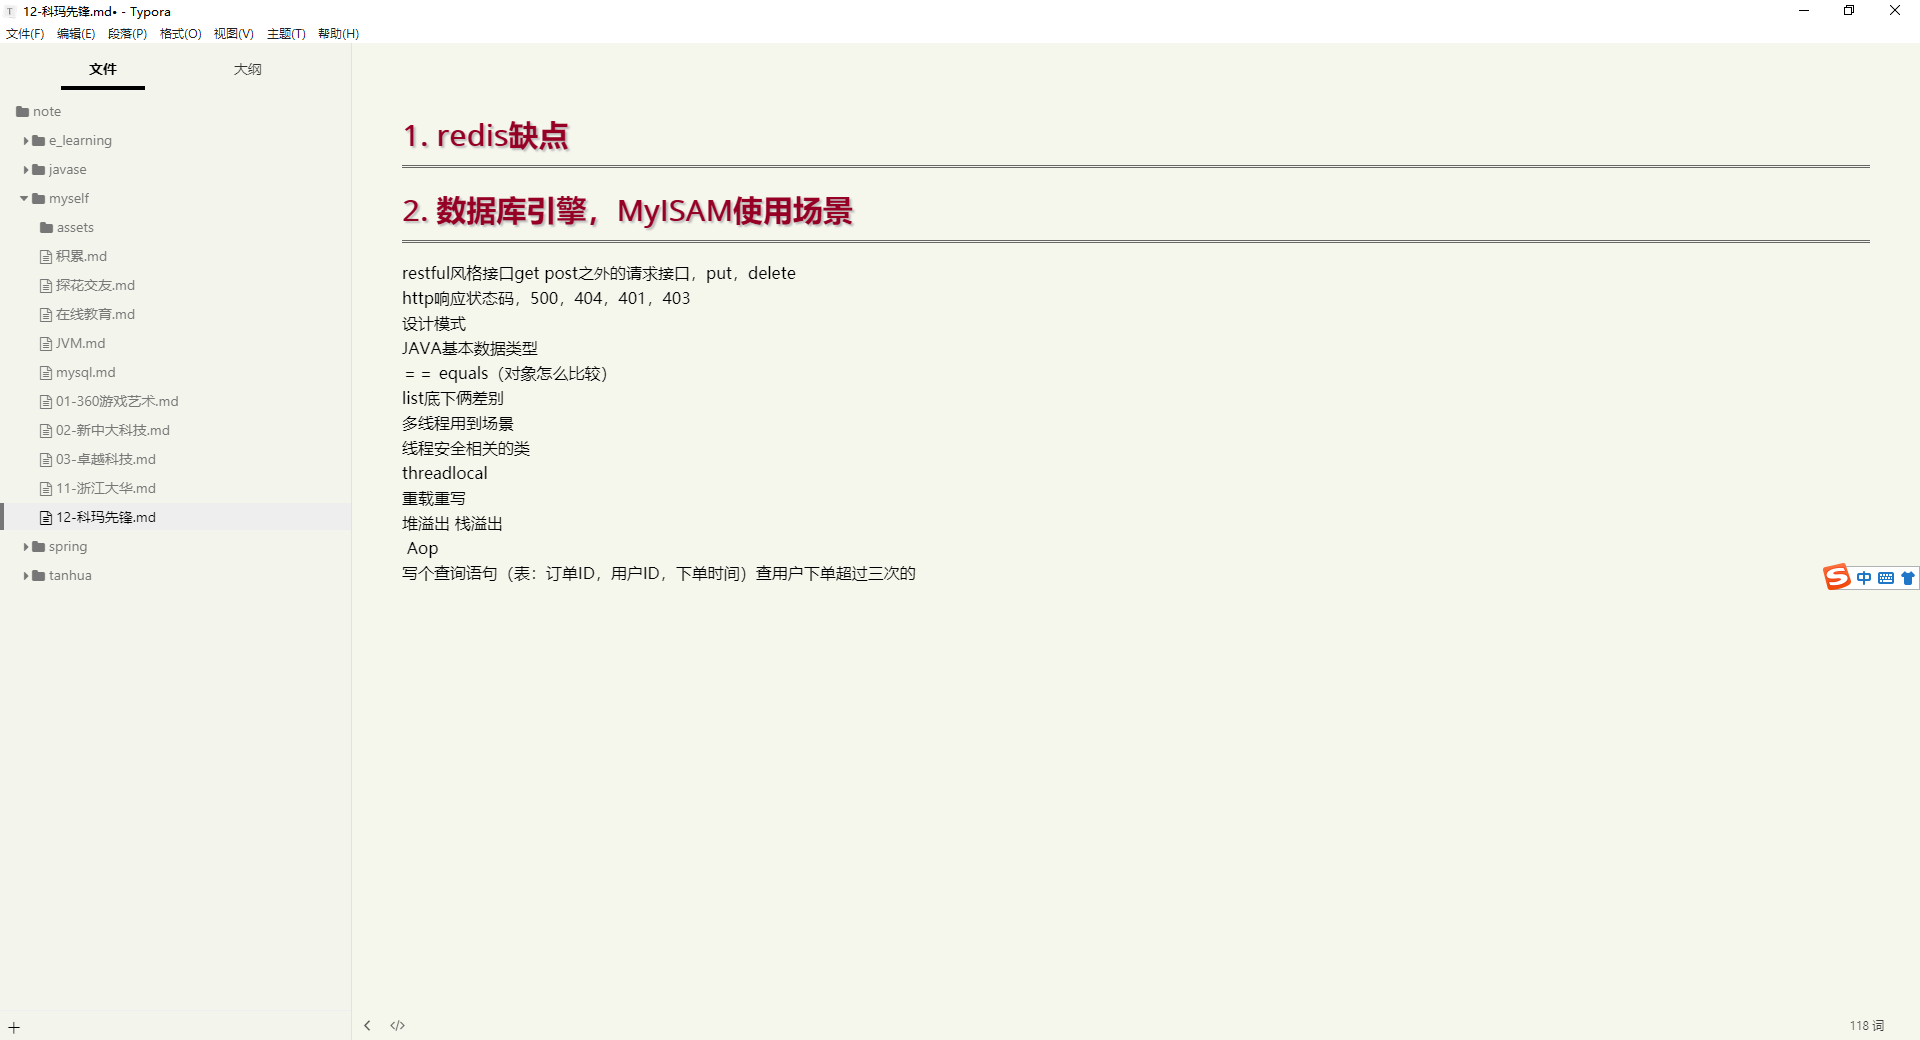 12-科玛先锋.md• - Typora
文件(F) 编辑(E) 段落(P) 格式(O) 视图(V) 主题(T) 帮助(H)
文件 大纲
note
e_learning
javase
myself
assets
积累.md
探花交友.md
在线教育.md
JVM.md
mysql.md
01-360游戏艺术.md
02-新中大科技.md
03-卓越科技.md
11-浙江大华.md
12-科玛先锋.md
spring
tanhua
1. redis缺点
2. 数据库引擎，MyISAM使用场景
restful风格接口get post之外的请求接口，put，delete
http响应状态码，500，404，401，403
设计模式
JAVA基本数据类型
= = equals（对象怎么比较）
list底下俩差别
多线程用到场景
线程安全相关的类
threadlocal
重载重写
堆溢出 栈溢出
Aop
写个查询语句（表：订单ID，用户ID，下单时间）查用户下单超过三次的
中
118 词